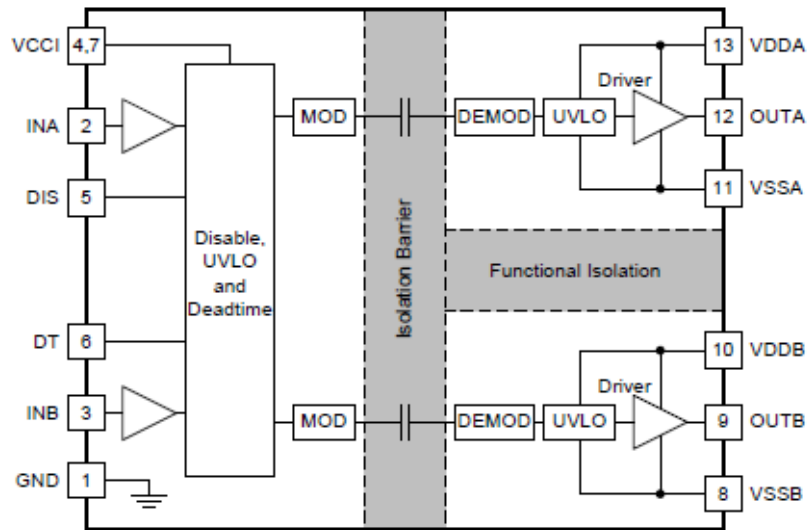 VCCI 4,7
INA 2
DIS 5
DT 6
INB 3
GND 1
Disable,
UVLO
and
Deadtime
MOD
MOD
Isolation Barrier
DEMOD
UVLO
Driver
13 VDDA
12 OUTA
11 VSSA
Functional Isolation
DEMOD
UVLO
Driver
10 VDDB
9 OUTB
8 VSSB